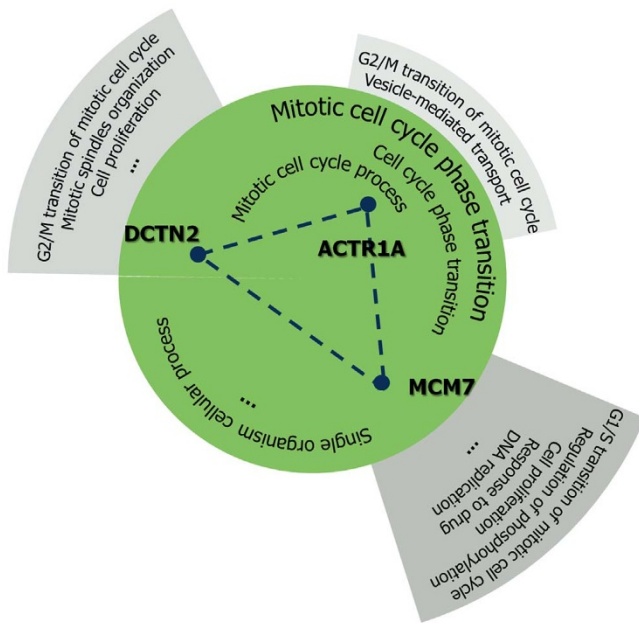 G2/M transition of mitotic cell cycle
Mitotic spindles organization
Cell proliferation
...
G2/M transition of mitotic cell cycle
Vesicle-mediated transport
Mitotic cell cycle phase transition
Cell cycle phase transition
Mitotic cell cycle process
DCTN2
ACTR1A
MCM7
...
Single organism cellular process
G1/S transition of mitotic cell cycle
Regulation of phosphorylation
Cell proliferation
Response to drug
DNA replication
...